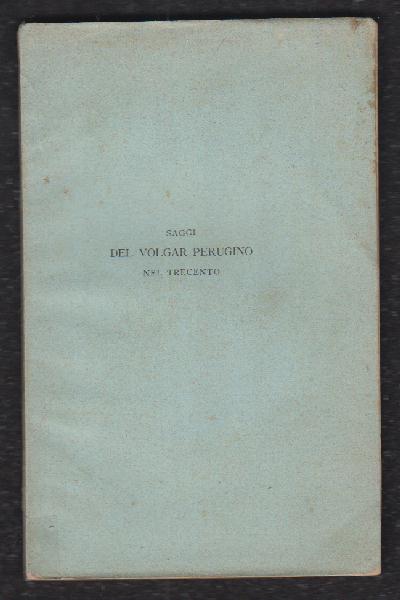 SAGGI
DEL VOLGAR PERUGINO
NEL TRECENTO